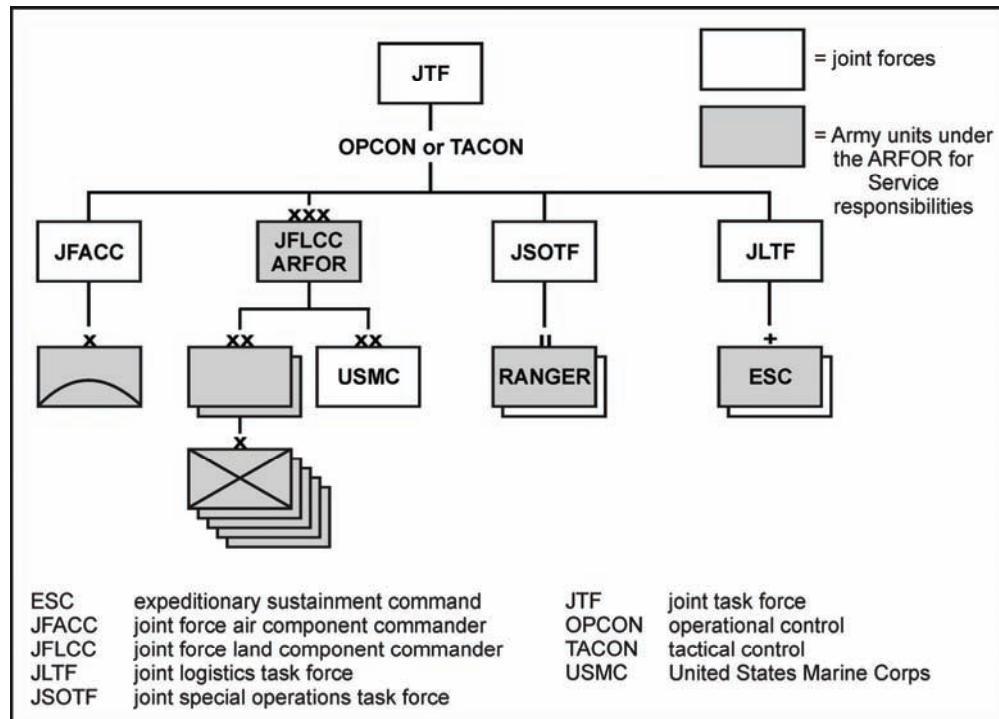 JTF
= joint forces
OPCON or TACON
= Army units under
the ARFOR for
Service
responsibilities
XXX
JFACC
JFLCC
ARFOR
JSOTF
JLTF
X
XX
XX
II
+
USMC
RANGER
ESC
X
ESC expeditionary sustainment command
JFACC joint force air component commander
JFLCC joint force land component commander
JLTF joint logistics task force
JSOTF joint special operations task force
JTF joint task force
OPCON operational control
TACON tactical control
USMC United States Marine Corps